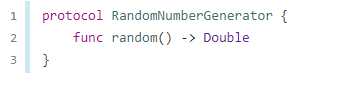 1 protocol RandomNumberGenerator {
2     func random() -> Double
3 }